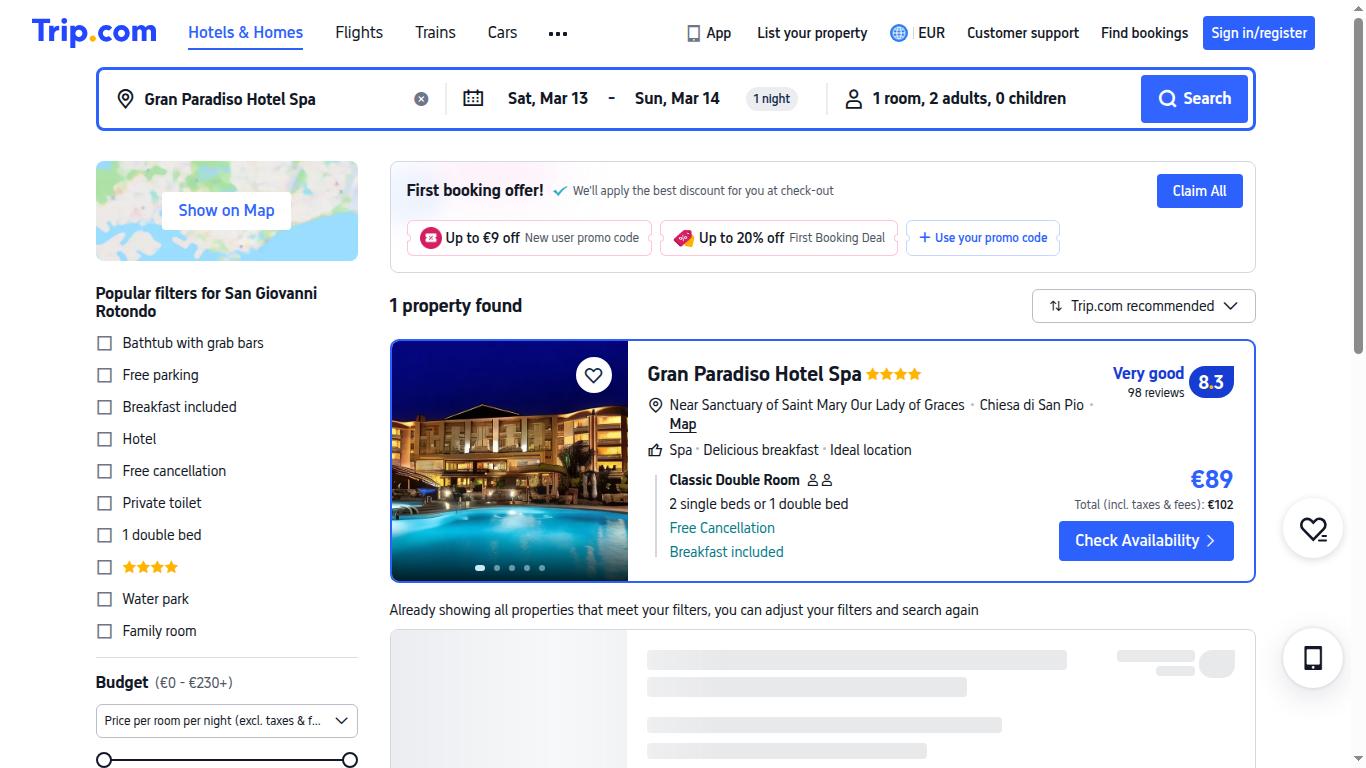 Trip.com
Hotels & Homes
Flights
Trains
Cars
App
List your property
EUR
Customer support
Find bookings
Sign in/register
Gran Paradiso Hotel Spa
Sat, Mar 13 - Sun, Mar 14
1 night
1 room, 2 adults, 0 children
Search
Show on Map
First booking offer!
We'll apply the best discount for you at check-out
Claim All
Up to €9 off New user promo code
Up to 20% off First Booking Deal
+ Use your promo code
Popular filters for San Giovanni
Rotondo
Bathtub with grab bars
Free parking
Breakfast included
Hotel
Free cancellation
Private toilet
1 double bed
Water park
Family room
Budget (€0 - €230+)
Price per room per night (excl. taxes & f...
1 property found
Trip.com recommended
Gran Paradiso Hotel Spa
Very good
98 reviews
8.3
Near Sanctuary of Saint Mary Our Lady of Graces · Chiesa di San Pio ·
Map
Spa · Delicious breakfast · Ideal location
Classic Double Room
2 single beds or 1 double bed
Free Cancellation
Breakfast included
€89
Total (incl. taxes & fees): €102
Check Availability
Already showing all properties that meet your filters, you can adjust your filters and search again